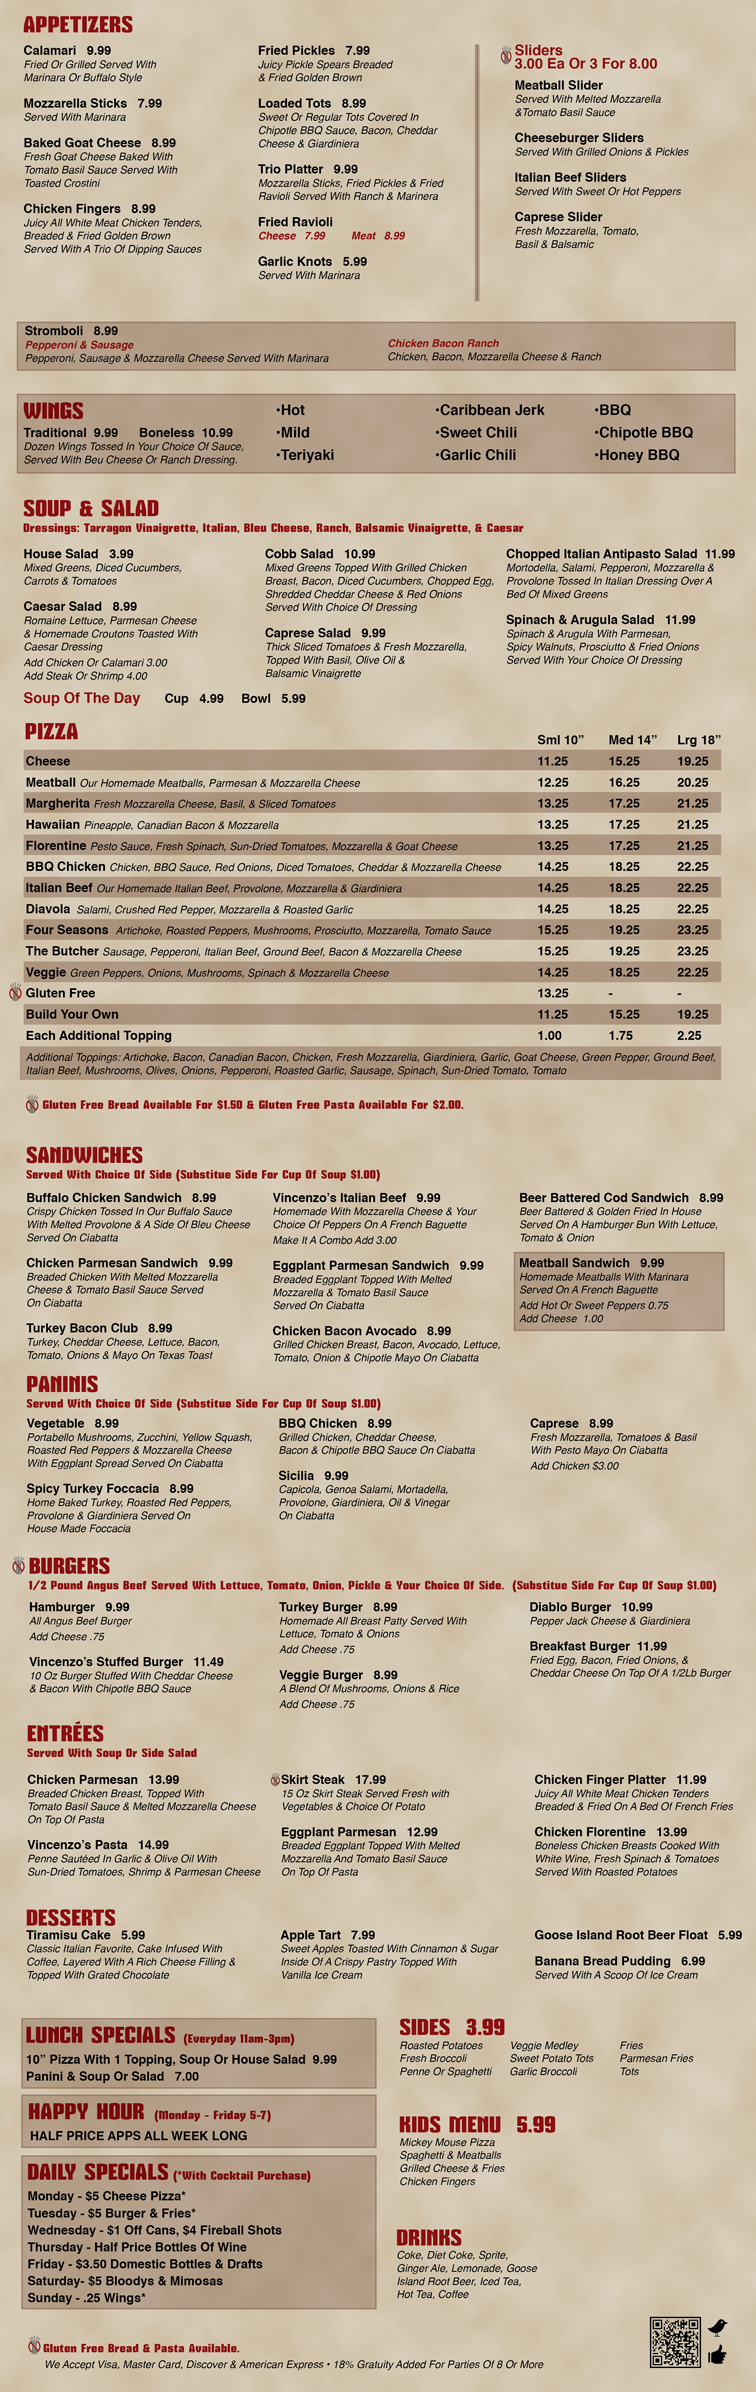 APPETIZERS
Calamari 9.99
Fried Or Grilled Served With
Marinara Or Buffalo Style
Mozzarella Sticks 7.99
Served With Marinara
Baked Goat Cheese 8.99
Fresh Goat Cheese Baked With
Tomato Basil Sauce Served With
Toasted Crostini
Chicken Fingers 8.99
Juicy All White Meat Chicken Tenders,
Breaded & Fried Golden Brown
Served With A Trio Of Dipping Sauces
Fried Pickles 7.99
Juicy Pickle Spears Breaded
& Fried Golden Brown
Loaded Tots 8.99
Sweet Or Regular Tots Covered In
Chipotle BBQ Sauce, Bacon, Cheddar
Cheese & Giardiniera
Trio Platter 9.99
Mozzarella Sticks, Fried Pickles & Fried
Ravioli Served With Ranch & Marinera
Fried Ravioli
Cheese 7.99 Meat 8.99
Garlic Knots 5.99
Served With Marinara
Sliders
3.00 Ea Or 3 For 8.00
Meatball Slider
Served With Melted Mozzarella
&Tomato Basil Sauce
Cheeseburger Sliders
Served With Grilled Onions & Pickles
Italian Beef Sliders
Served With Sweet Or Hot Peppers
Caprese Slider
Fresh Mozzarella, Tomato,
Basil & Balsamic
Stromboli 8.99
Pepperoni & Sausage
Pepperoni, Sausage & Mozzarella Cheese Served With Marinara
Chicken Bacon Ranch
Chicken, Bacon, Mozzarella Cheese & Ranch
WINGS
Traditional 9.99 Boneless 10.99
Dozen Wings Tossed In Your Choice Of Sauce,
Served With Beu Cheese Or Ranch Dressing.
•Hot
•Mild
•Teriyaki
•Caribbean Jerk
•Sweet Chili
•Garlic Chili
•BBQ
•Chipotle BBQ
•Honey BBQ
SOUP & SALAD
Dressings: Tarragon Vinaigrette, Italian, Bleu Cheese, Ranch, Balsamic Vinaigrette, & Caesar
House Salad 3.99
Mixed Greens, Diced Cucumbers,
Carrots & Tomatoes
Caesar Salad 8.99
Romaine Lettuce, Parmesan Cheese
& Homemade Croutons Toasted With
Caesar Dressing
Add Chicken Or Calamari 3.00
Add Steak Or Shrimp 4.00
Cobb Salad 10.99
Mixed Greens Topped With Grilled Chicken
Breast, Bacon, Diced Cucumbers, Chopped Egg,
Shredded Cheddar Cheese & Red Onions
Served With Choice Of Dressing
Caprese Salad 9.99
Thick Sliced Tomatoes & Fresh Mozzarella,
Topped With Basil, Olive Oil &
Balsamic Vinaigrette
Chopped Italian Antipasto Salad 11.99
Mortodella, Salami, Pepperoni, Mozzarella &
Provolone Tossed In Italian Dressing Over A
Bed Of Mixed Greens
Spinach & Arugula Salad 11.99
Spinach & Arugula With Parmesan,
Spicy Walnuts, Prosciutto & Fried Onions
Served With Your Choice Of Dressing
Soup Of The Day Cup 4.99 Bowl 5.99
PIZZA
Sml 10” Med 14” Lrg 18”
Cheese 11.25 15.25 19.25
Meatball Our Homemade Meatballs, Parmesan & Mozzarella Cheese 12.25 16.25 20.25
Margherita Fresh Mozzarella Cheese, Basil, & Sliced Tomatoes 13.25 17.25 21.25
Hawaiian Pineapple, Canadian Bacon & Mozzarella 13.25 17.25 21.25
Florentine Pesto Sauce, Fresh Spinach, Sun-Dried Tomatoes, Mozzarella & Goat Cheese 13.25 17.25 21.25
BBQ Chicken Chicken, BBQ Sauce, Red Onions, Diced Tomatoes, Cheddar & Mozzarella Cheese 14.25 18.25 22.25
Italian Beef Our Homemade Italian Beef, Provolone, Mozzarella & Giardiniera 14.25 18.25 22.25
Diavola Salami, Crushed Red Pepper, Mozzarella & Roasted Garlic 14.25 18.25 22.25
Four Seasons Artichoke, Roasted Peppers, Mushrooms, Prosciutto, Mozzarella, Tomato Sauce 15.25 19.25 23.25
The Butcher Sausage, Pepperoni, Italian Beef, Ground Beef, Bacon & Mozzarella Cheese 15.25 19.25 23.25
Veggie Green Peppers, Onions, Mushrooms, Spinach & Mozzarella Cheese 14.25 18.25 22.25
Gluten Free 13.25 - -
Build Your Own 11.25 15.25 19.25
Each Additional Topping 1.00 1.75 2.25
Additional Toppings: Artichoke, Bacon, Canadian Bacon, Chicken, Fresh Mozzarella, Giardiniera, Garlic, Goat Cheese, Green Pepper, Ground Beef,
Italian Beef, Mushrooms, Olives, Onions, Pepperoni, Roasted Garlic, Sausage, Spinach, Sun-Dried Tomato, Tomato
Gluten Free Bread Available For $1.50 & Gluten Free Pasta Available For $2.00.
SANDWICHES
Served With Choice Of Side (Substitue Side For Cup Of Soup $1.00)
Buffalo Chicken Sandwich 8.99
Crispy Chicken Tossed In Our Buffalo Sauce
With Melted Provolone & A Side Of Bleu Cheese
Served On Ciabatta
Chicken Parmesan Sandwich 9.99
Breaded Chicken With Melted Mozzarella
Cheese & Tomato Basil Sauce Served
On Ciabatta
Turkey Bacon Club 8.99
Turkey, Cheddar Cheese, Lettuce, Bacon,
Tomato, Onions & Mayo On Texas Toast
Vincenzo's Italian Beef 9.99
Homemade With Mozzarella Cheese & Your
Choice Of Peppers On A French Baguette
Make It A Combo Add 3.00
Eggplant Parmesan Sandwich 9.99
Breaded Eggplant Topped With Melted
Mozzarella & Tomato Basil Sauce
Served On Ciabatta
Chicken Bacon Avocado 8.99
Grilled Chicken Breast, Bacon, Avocado, Lettuce,
Tomato, Onion & Chipotle Mayo On Ciabatta
Beer Battered Cod Sandwich 8.99
Beer Battered & Golden Fried In House
Served On A Hamburger Bun With Lettuce,
Tomato & Onion
Meatball Sandwich 9.99
Homemade Meatballs With Marinara
Served On A French Baguette
Add Hot Or Sweet Peppers 0.75
Add Cheese 1.00
PANINIS
Served With Choice Of Side (Substitue Side For Cup Of Soup $1.00)
Vegetable 8.99
Portabello Mushrooms, Zucchini, Yellow Squash,
Roasted Red Peppers & Mozzarella Cheese
With Eggplant Spread Served On Ciabatta
Spicy Turkey Foccacia 8.99
Home Baked Turkey, Roasted Red Peppers,
Provolone & Giardiniera Served On
House Made Foccacia
BBQ Chicken 8.99
Grilled Chicken, Cheddar Cheese,
Bacon & Chipotle BBQ Sauce On Ciabatta
Sicilia 9.99
Capicola, Genoa Salami, Mortadella,
Provolone, Giardiniera, Oil & Vinegar
On Ciabatta
Caprese 8.99
Fresh Mozzarella, Tomatoes & Basil
With Pesto Mayo On Ciabatta
Add Chicken $3.00
BURGERS
1/2 Pound Angus Beef Served With Lettuce, Tomato, Onion, Pickle & Your Choice Of Side. (Substitue Side For Cup Of Soup $1.00)
Hamburger 9.99
All Angus Beef Burger
Add Cheese .75
Vincenzo's Stuffed Burger 11.49
10 Oz Burger Stuffed With Cheddar Cheese
& Bacon With Chipotle BBQ Sauce
Turkey Burger 8.99
Homemade All Breast Patty Served With
Lettuce, Tomato & Onions
Add Cheese .75
Veggie Burger 8.99
A Blend Of Mushrooms, Onions & Rice
Add Cheese .75
Diablo Burger 10.99
Pepper Jack Cheese & Giardiniera
Breakfast Burger 11.99
Fried Egg, Bacon, Fried Onions, &
Cheddar Cheese On Top Of A 1/2Lb Burger
ENTRÉES
Served With Soup Or Side Salad
Chicken Parmesan 13.99
Breaded Chicken Breast, Topped With
Tomato Basil Sauce & Melted Mozzarella Cheese
On Top Of Pasta
Vincenzo's Pasta 14.99
Penne Sautéed In Garlic & Olive Oil With
Sun-Dried Tomatoes, Shrimp & Parmesan Cheese
Skirt Steak 17.99
15 Oz Skirt Steak Served Fresh with
Vegetables & Choice Of Potato
Eggplant Parmesan 12.99
Breaded Eggplant Topped With Melted
Mozzarella And Tomato Basil Sauce
On Top Of Pasta
Chicken Finger Platter 11.99
Juicy All White Meat Chicken Tenders
Breaded & Fried On A Bed Of French Fries
Chicken Florentine 13.99
Boneless Chicken Breasts Cooked With
White Wine, Fresh Spinach & Tomatoes
Served With Roasted Potatoes
DESSERTS
Tiramisu Cake 5.99
Classic Italian Favorite, Cake Infused With
Coffee, Layered With A Rich Cheese Filling &
Topped With Grated Chocolate
Apple Tart 7.99
Sweet Apples Toasted With Cinnamon & Sugar
Inside Of A Crispy Pastry Topped With
Vanilla Ice Cream
Goose Island Root Beer Float 5.99
Banana Bread Pudding 6.99
Served With A Scoop Of Ice Cream
LUNCH SPECIALS (Everyday 11am-3pm)
10” Pizza With 1 Topping, Soup Or House Salad 9.99
Panini & Soup Or Salad 7.00
HAPPY HOUR (Monday - Friday 5-7)
HALF PRICE APPS ALL WEEK LONG
DAILY SPECIALS (*With Cocktail Purchase)
Monday - $5 Cheese Pizza*
Tuesday - $5 Burger & Fries*
Wednesday - $1 Off Cans, $4 Fireball Shots
Thursday - Half Price Bottles Of Wine
Friday - $3.50 Domestic Bottles & Drafts
Saturday- $5 Bloodys & Mimosas
Sunday - .25 Wings*
SIDES 3.99
Roasted Potatoes Veggie Medley Fries
Fresh Broccoli Sweet Potato Tots Parmesan Fries
Penne Or Spaghetti Garlic Broccoli Tots
KIDS MENU 5.99
Mickey Mouse Pizza
Spaghetti & Meatballs
Grilled Cheese & Fries
Chicken Fingers
DRINKS
Coke, Diet Coke, Sprite,
Ginger Ale, Lemonade, Goose
Island Root Beer, Iced Tea,
Hot Tea, Coffee
Gluten Free Bread & Pasta Available.
We Accept Visa, Master Card, Discover & American Express • 18% Gratuity Added For Parties Of 8 Or More